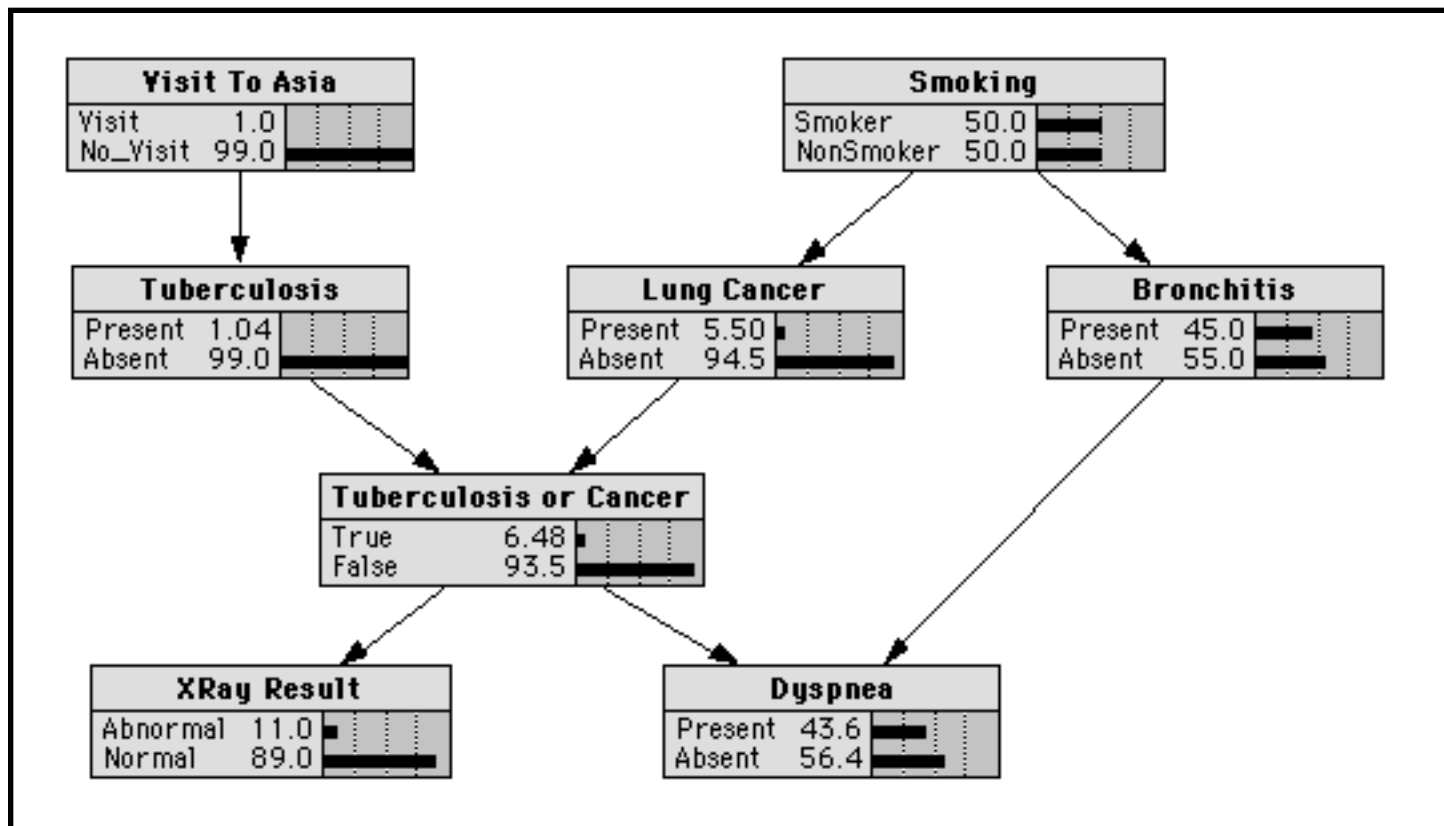 Visit To Asia
Visit 1.0
No_Visit 99.0
Smoking
Smoker 50.0
NonSmoker 50.0
Tuberculosis
Present 1.04
Absent 99.0
Lung Cancer
Present 5.50
Absent 94.5
Bronchitis
Present 45.0
Absent 55.0
Tuberculosis or Cancer
True 6.48
False 93.5
XRay Result
Abnormal 11.0
Normal 89.0
Dyspnea
Present 43.6
Absent 56.4